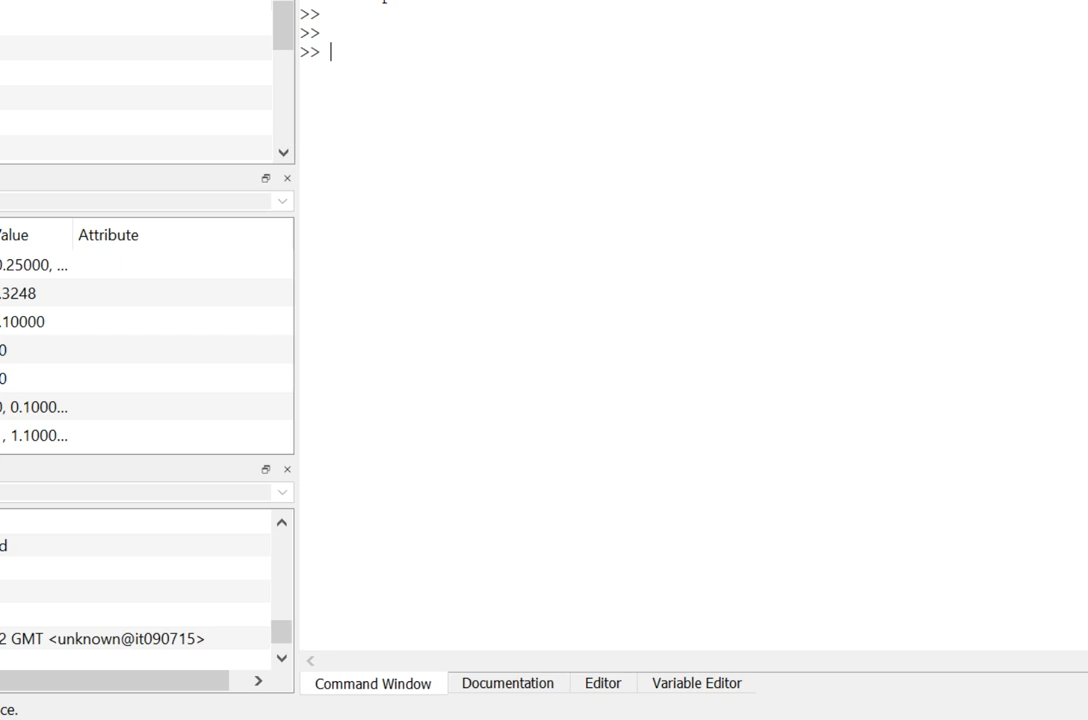 >>
>>
>>
alue Attribute
0.25000, ...
.3248
.10000
0
0
0, 0.1000...
, 1.1000...
d
2 GMT <unknown@it090715>
Command Window Documentation Editor Variable Editor
ce.